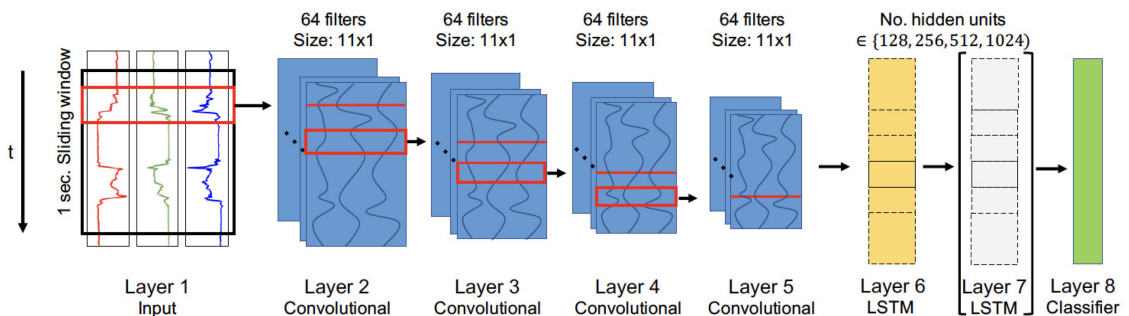 64 filters
Size: 11x1
64 filters
Size: 11x1
64 filters
Size: 11x1
64 filters
Size: 11x1
No. hidden units
∈ {128,256,512,1024)
t
1 sec. Sliding window
Layer 1
Input
Layer 2
Convolutional
Layer 3
Convolutional
Layer 4
Convolutional
Layer 5
Convolutional
Layer 6
LSTM
Layer 7
LSTM
Layer 8
Classifier